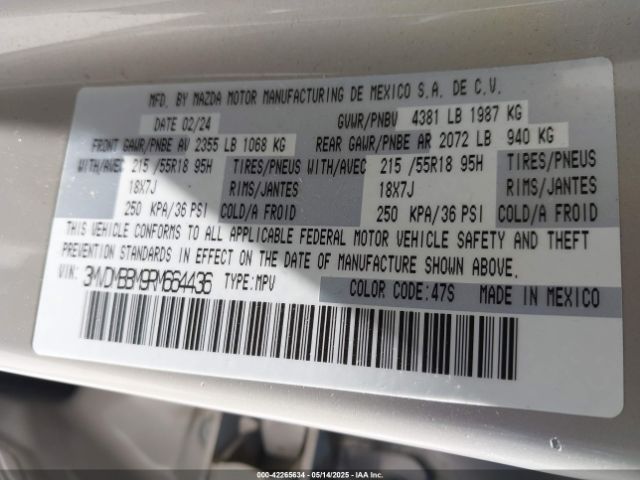 MFD. BY MAZDA MOTOR MANUFACTURING DE MEXICO S.A. DE C.V.
DATE 02/24 GVWR/PNBV 4381 LB 1987 KG
FRONT GAWR/PNBE AV 2355 LB 1068 KG REAR GAWR/PNBE AR 2072 LB 940 KG
WITH/AVEC 215 /55R18 95H TIRES/PNEUS WITH/AVEC 215 /55R18 95H TIRES/PNEUS
18X7J RIMS/JANTES 18X7J RIMS/JANTES
250 KPA/36 PSI COLD/A FROID 250 KPA/36 PSI COLD/A FROID
THIS VEHICLE CONFORMS TO ALL APPLICABLE FEDERAL MOTOR VEHICLE SAFETY AND THEFT
PREVENTION STANDARDS IN EFFECT ON THE DATE OF MANUFACTURE SHOWN ABOVE.
VIN: 3MVDMBBM9RM664436 TYPE:MPV COLOR CODE:47S MADE IN MEXICO
000-42265634 - 05/14/2025 - IAA Inc.